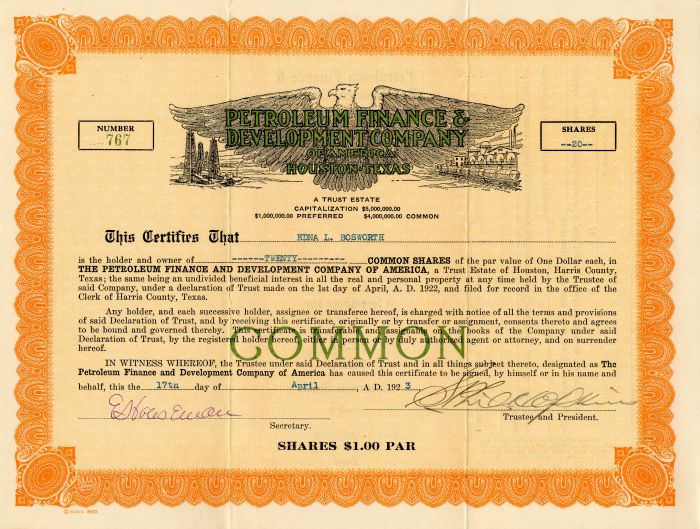 PETROLEUM FINANCE &
DEVELOPMENT COMPANY
OF AMERICA
HOUSTON-TEXAS
NUMBER
767
SHARES
--20--
A TRUST ESTATE
CAPITALIZATION $5,000,000.00
$1,000,000.00 PREFERRED $4,000,000.00 COMMON
This Certifies That EDNA L. BOSWORTH
is the holder and owner of ------TWENTY--------- COMMON SHARES of the par value of One Dollar each, in
THE PETROLEUM FINANCE AND DEVELOPMENT COMPANY OF AMERICA, a Trust Estate of Houston, Harris County,
Texas; the same being an undivided beneficial interest in all the real and personal property at any time held by the Trustee of
said Company, under a declaration of Trust made on the 1st day of April, A. D. 1922, and filed for record in the office of the
Clerk of Harris County, Texas.
Any holder, and each successive holder, assignee or transferee hereof, is charged with notice of all the terms and provisions
of said Declaration of Trust, and by receiving this certificate, originally or by transfer or assignment, consents thereto and agrees
to be bound and governed thereby. The certificate is transferable and assignable on the books of the Company under said
Declaration of Trust, by the registered holder hereof, either in person or by duly authorized agent or attorney, and on surrender
hereof.
COMMON
IN WITNESS WHEREOF, the Trustee under said Declaration of Trust and in all things subject thereto, designated as The
Petroleum Finance and Development Company of America has caused this certificate to be signed, by himself or in his name and
behalf, this the 17th day of April , A D. 1923
Trustee and President.
Secretary.
SHARES $1.00 PAR
© GOES 350